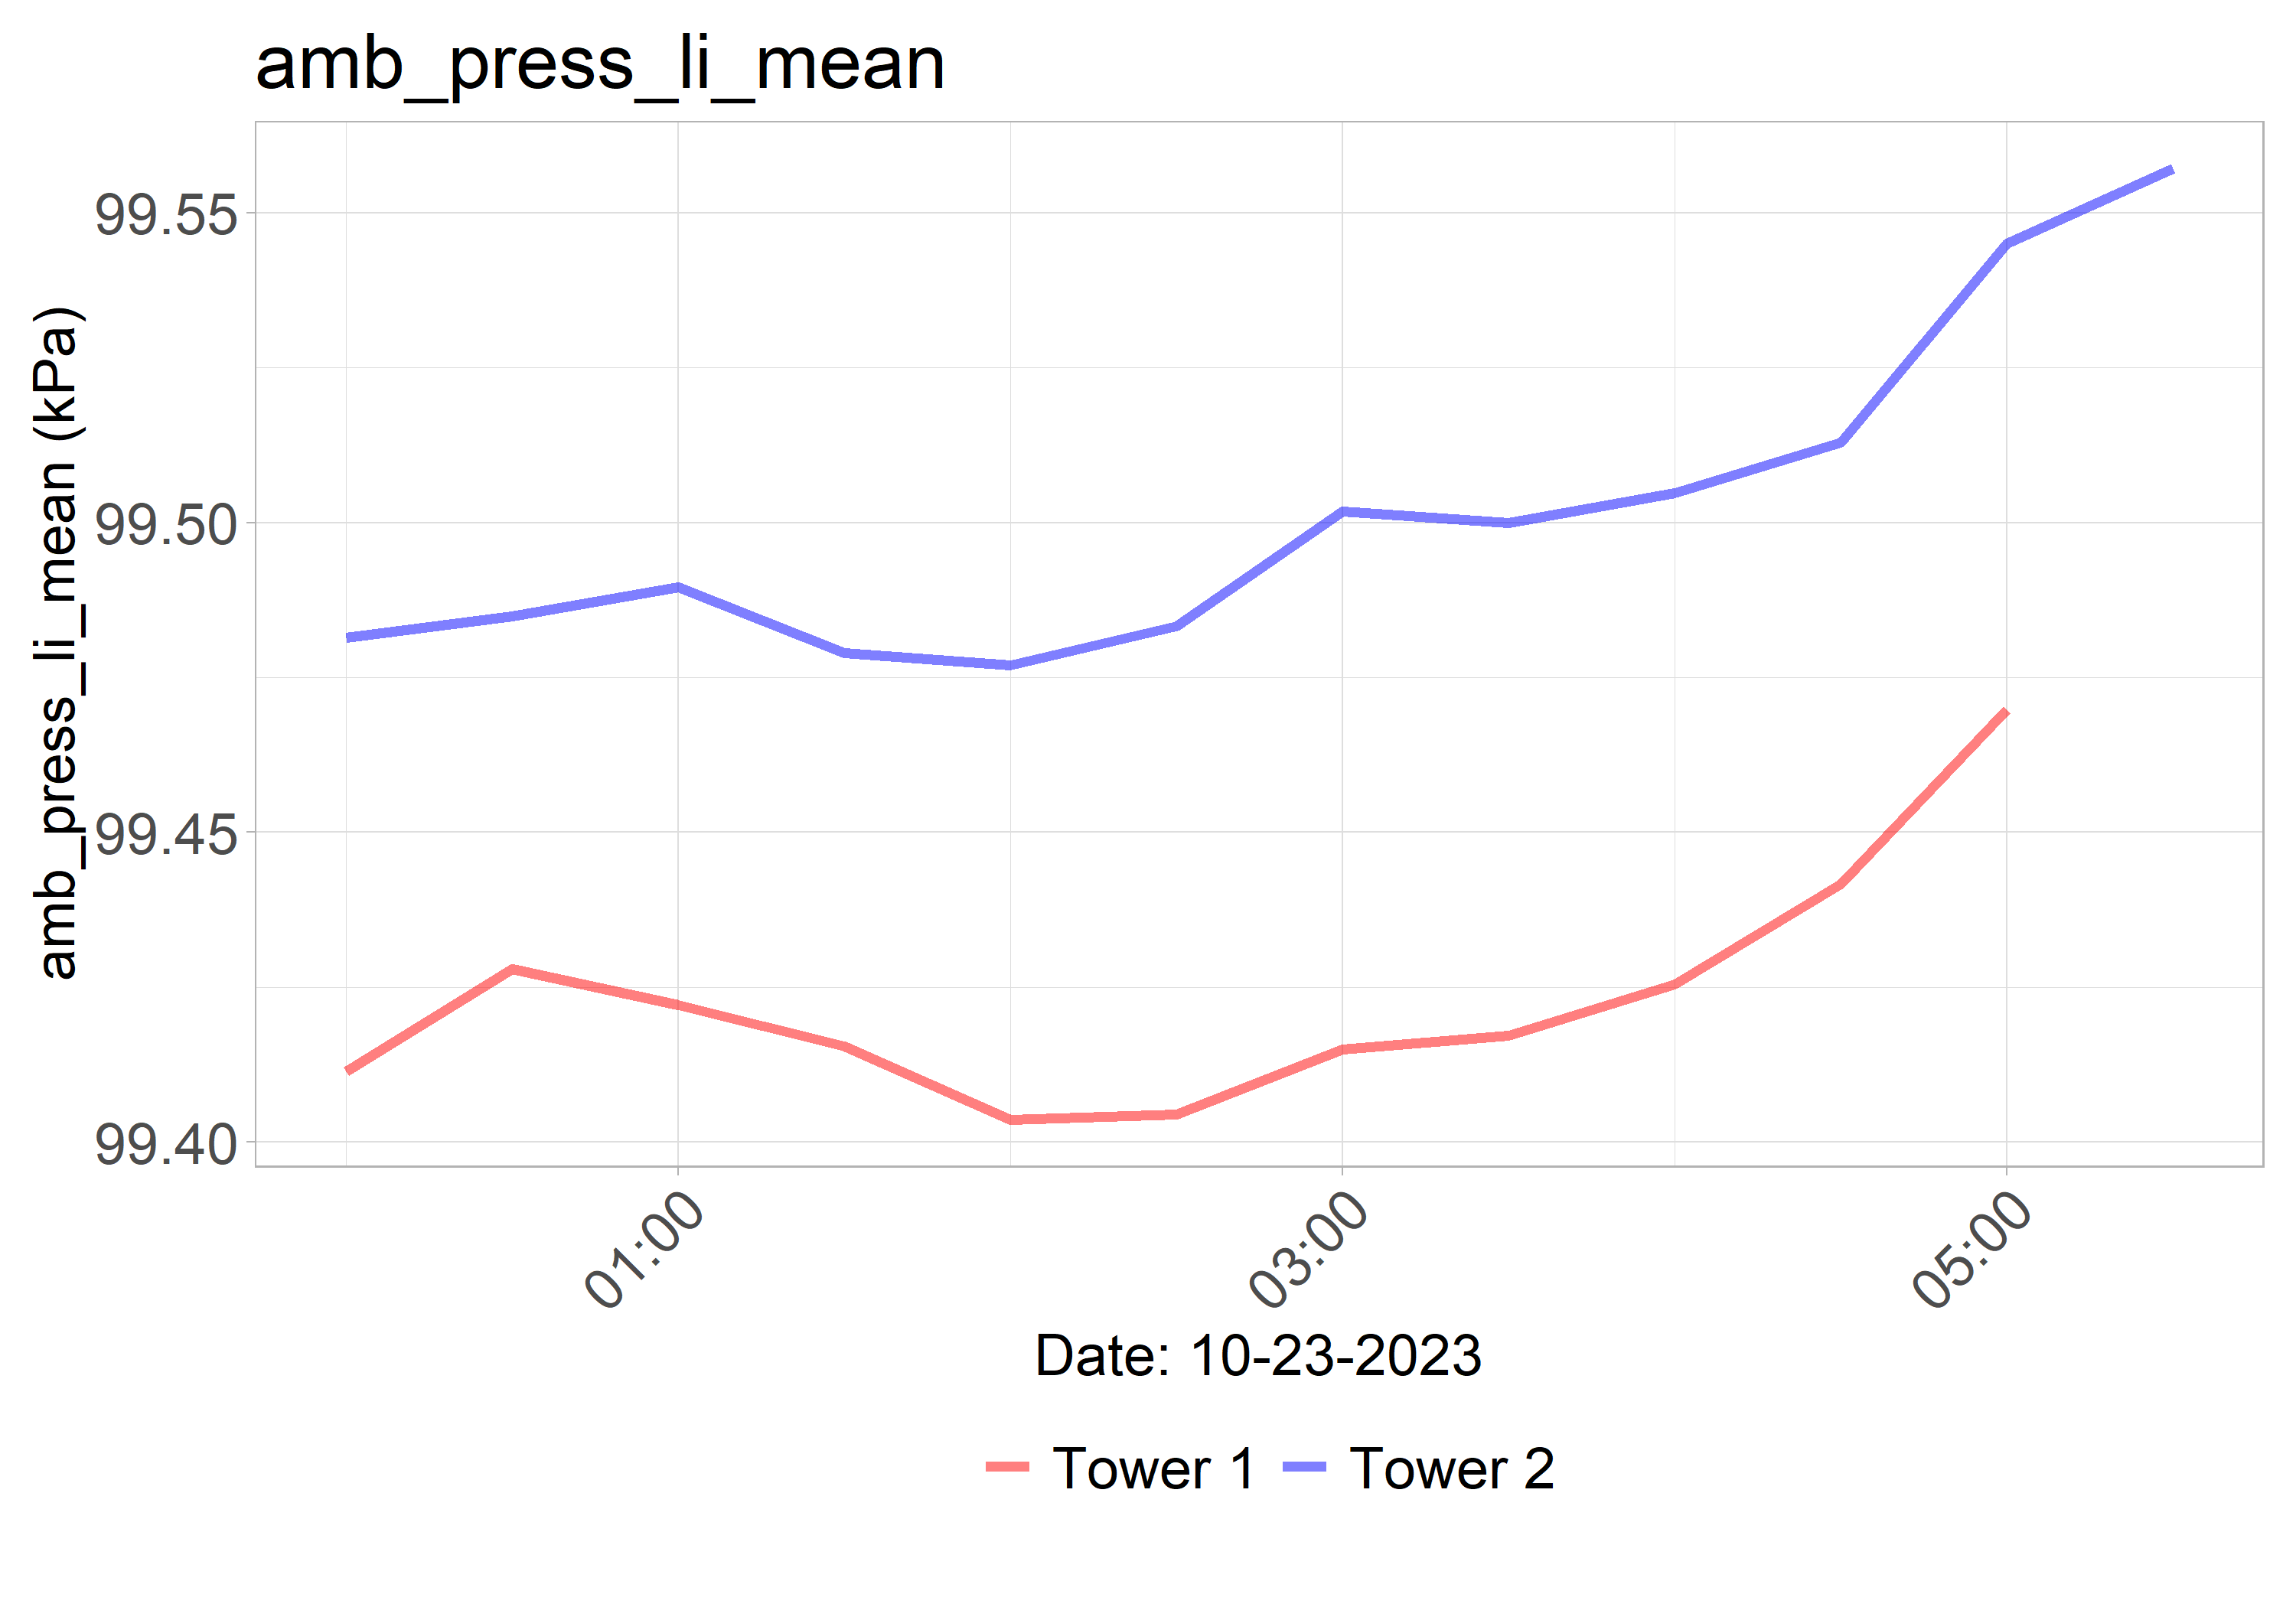 amb_press_li_mean
amb_press_li_mean (kPa)
99.55
99.50
99.45
99.40
01:00
03:00
05:00
Date: 10-23-2023
Tower 1
Tower 2